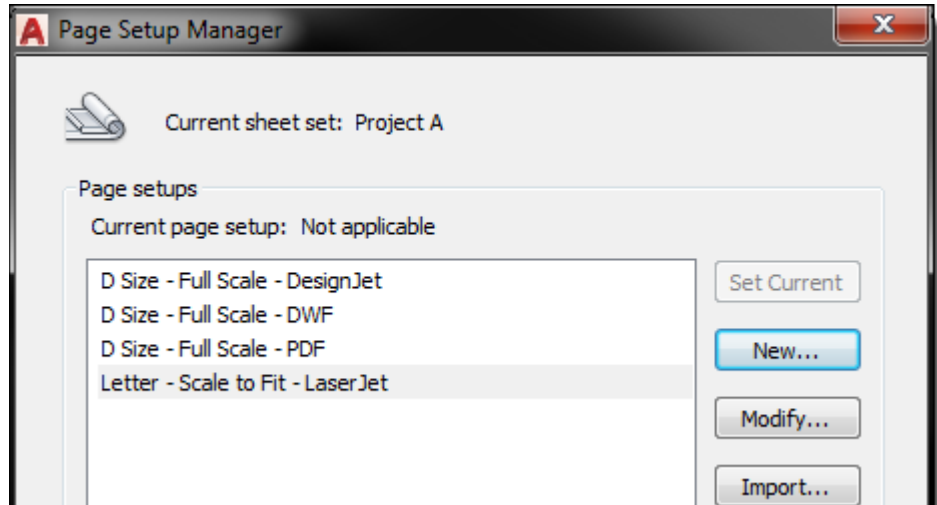 Page Setup Manager
Current sheet set: Project A
Page setups
Current page setup: Not applicable
D Size - Full Scale - DesignJet
D Size - Full Scale - DWF
D Size - Full Scale - PDF
Letter - Scale to Fit - LaserJet
Set Current
New...
Modify...
Import...